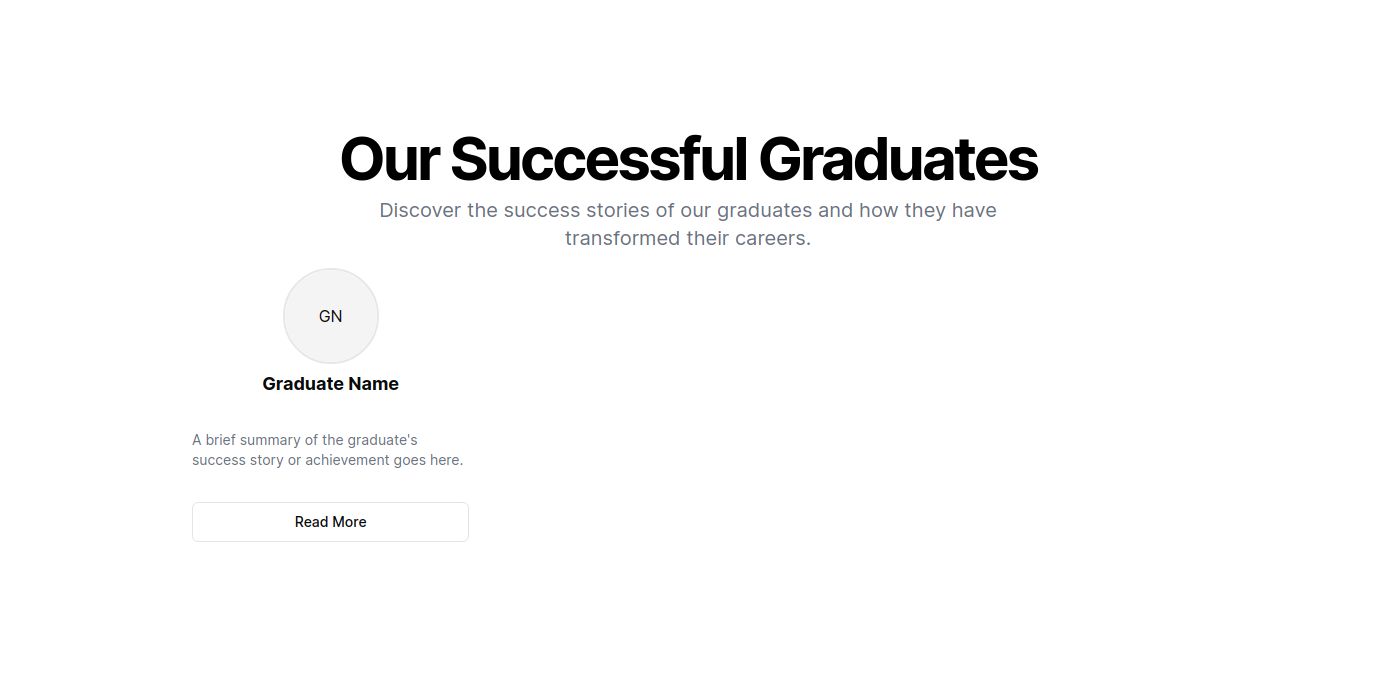 Our Successful Graduates
Discover the success stories of our graduates and how they have
transformed their careers.
GN
Graduate Name
A brief summary of the graduate's
success story or achievement goes here.
Read More